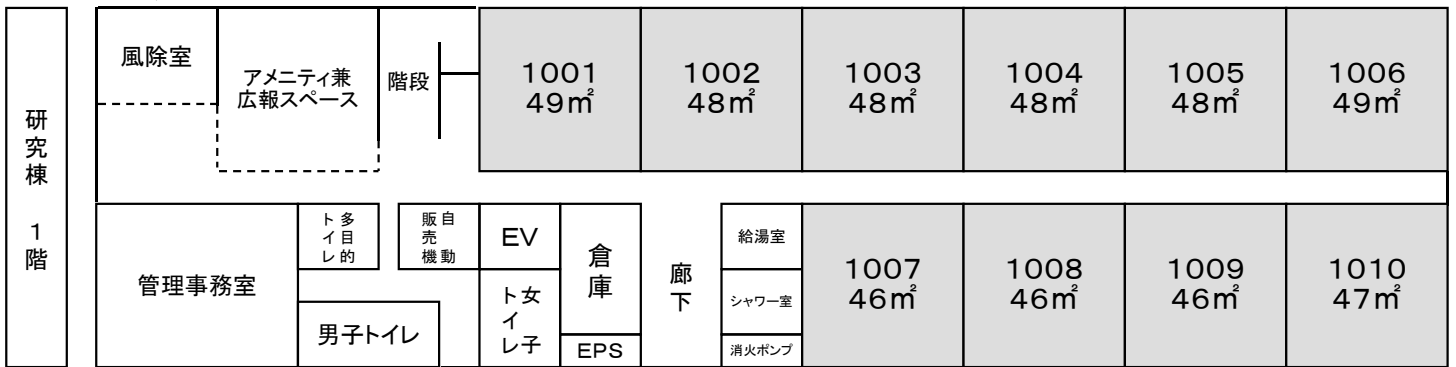 研究棟 1階
風除室
アメニティ兼
広報スペース
階段
1001
49㎡
1002
48㎡
1003
48㎡
1004
48㎡
1005
48㎡
1006
49㎡
管理事務室
多目的
トイレ
男子トイレ
自動
販売機
EV
女子
トイレ
倉庫
EPS
廊下
給湯室
シャワー室
消火ポンプ
1007
46㎡
1008
46㎡
1009
46㎡
1010
47㎡